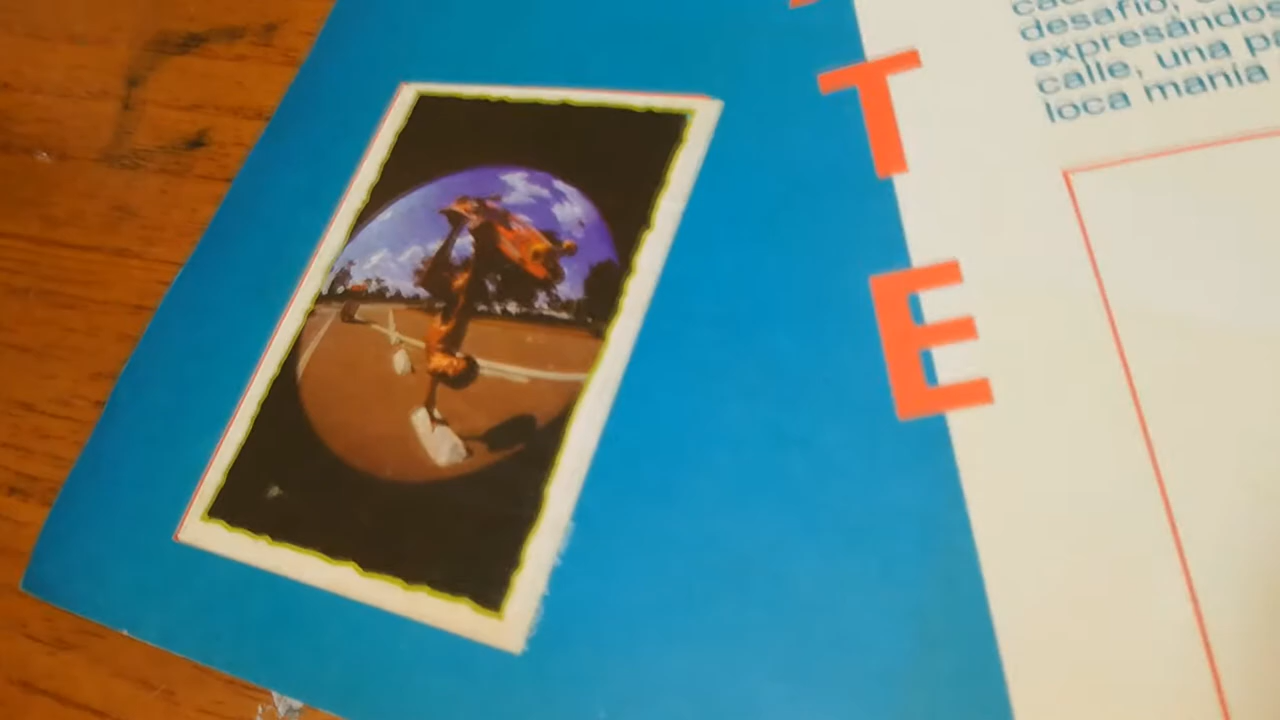 T
E
desafío,
expresándos
calle, una p
loca manía